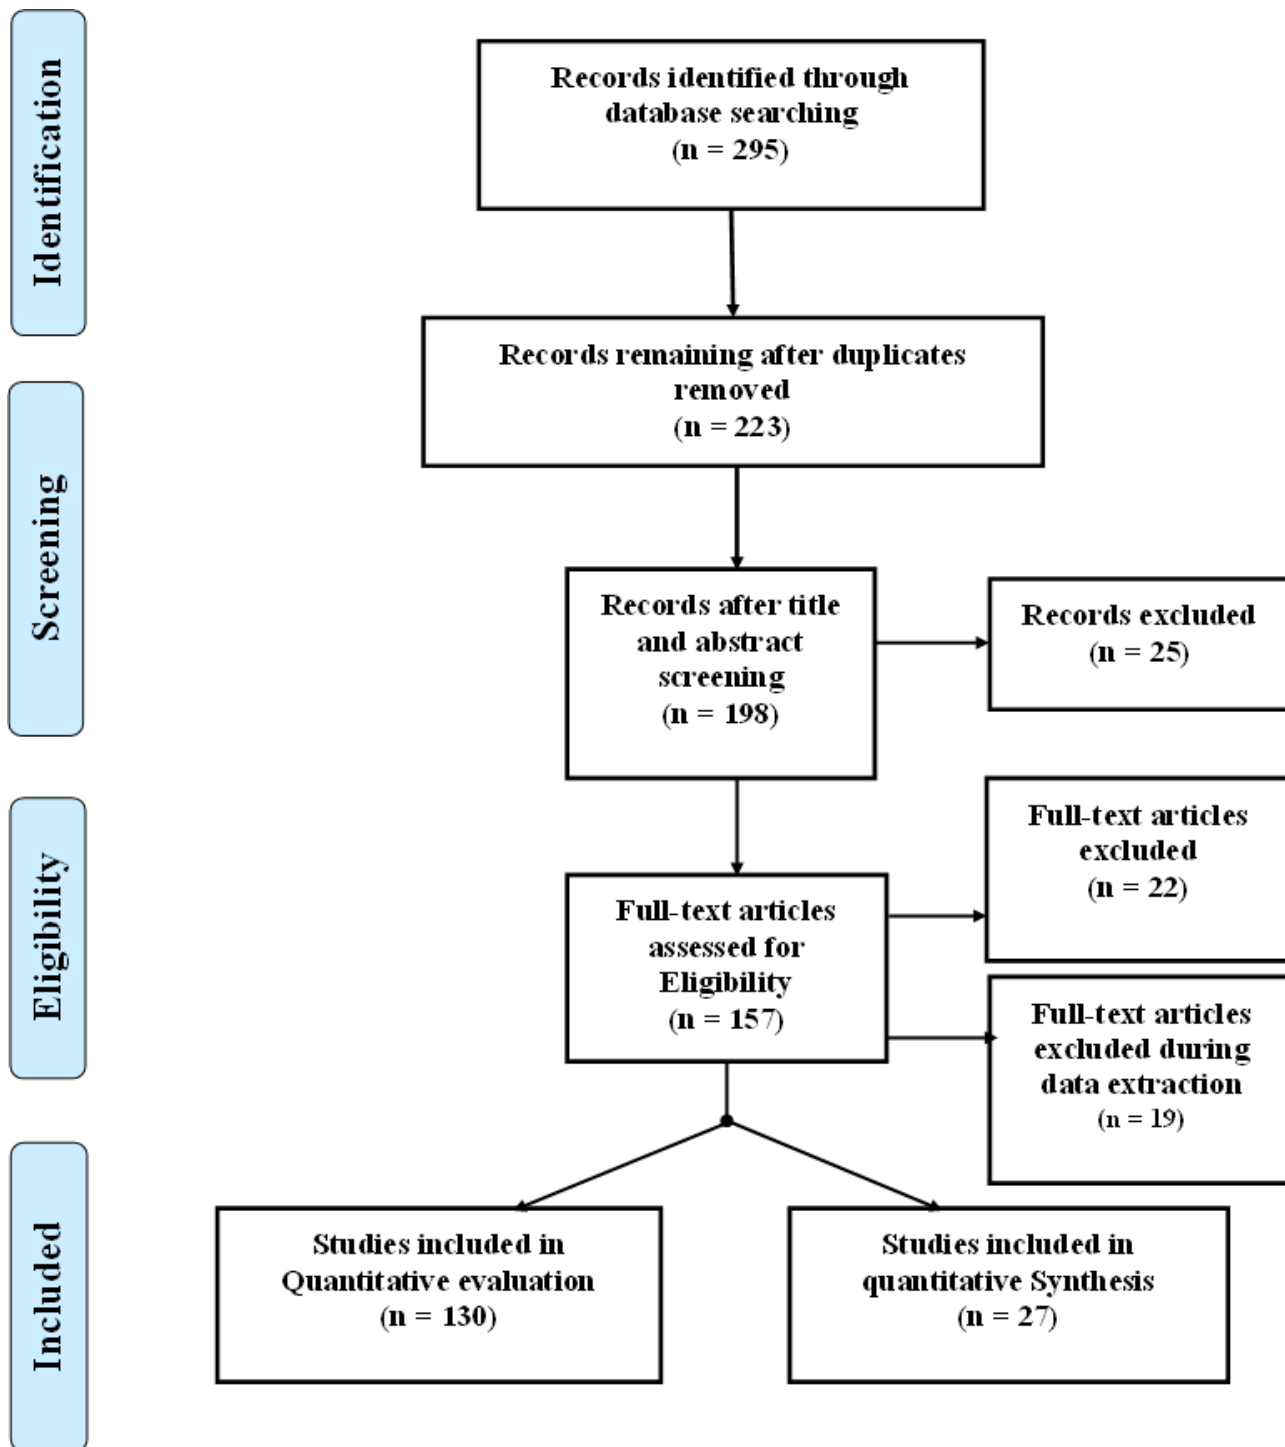 Identification
Records identified through
database searching
(n = 295)
Records remaining after duplicates
removed
(n = 223)
Screening
Records after title
and abstract
screening
(n = 198)
Records excluded
(n = 25)
Eligibility
Full-text articles
assessed for
Eligibility
(n = 157)
Full-text articles
excluded
(n = 22)
Full-text articles
excluded during
data extraction
(n = 19)
Included
Studies included in
Quantitative evaluation
(n = 130)
Studies included in
quantitative Synthesis
(n = 27)